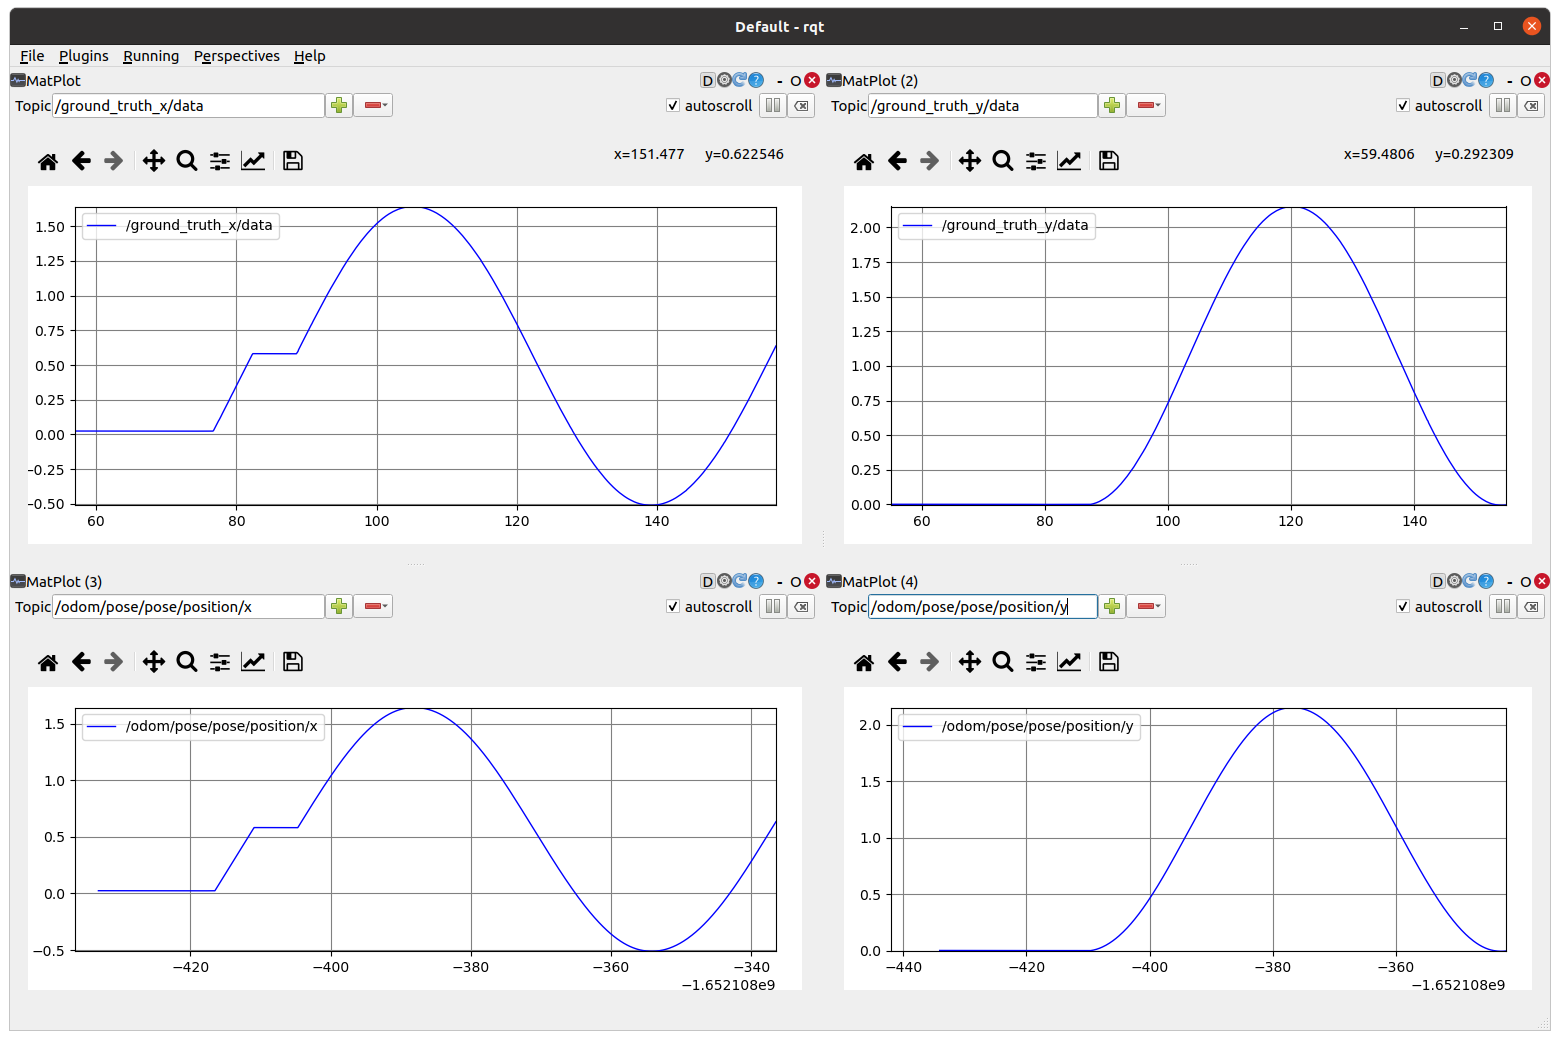 Default - rqt
File Plugins Running Perspectives Help
MatPlot
D ? - O
Topic /ground_truth_x/data
autoscroll
x=151.477 y=0.622546
/ground_truth_x/data
1.50
1.25
1.00
0.75
0.50
0.25
0.00
−0.25
−0.50
60 80 100 120 140
MatPlot (2)
D ? - O
Topic /ground_truth_y/data
autoscroll
x=59.4806 y=0.292309
/ground_truth_y/data
2.00
1.75
1.50
1.25
1.00
0.75
0.50
0.25
0.00
60 80 100 120 140
MatPlot (3)
D ? - O
Topic /odom/pose/pose/position/x
autoscroll
/odom/pose/pose/position/x
1.5
1.0
0.5
0.0
−0.5
−420 −400 −380 −360 −340
−1.652108e9
MatPlot (4)
D ? - O
Topic /odom/pose/pose/position/y
autoscroll
/odom/pose/pose/position/y
2.0
1.5
1.0
0.5
0.0
−440 −420 −400 −380 −360
−1.652108e9